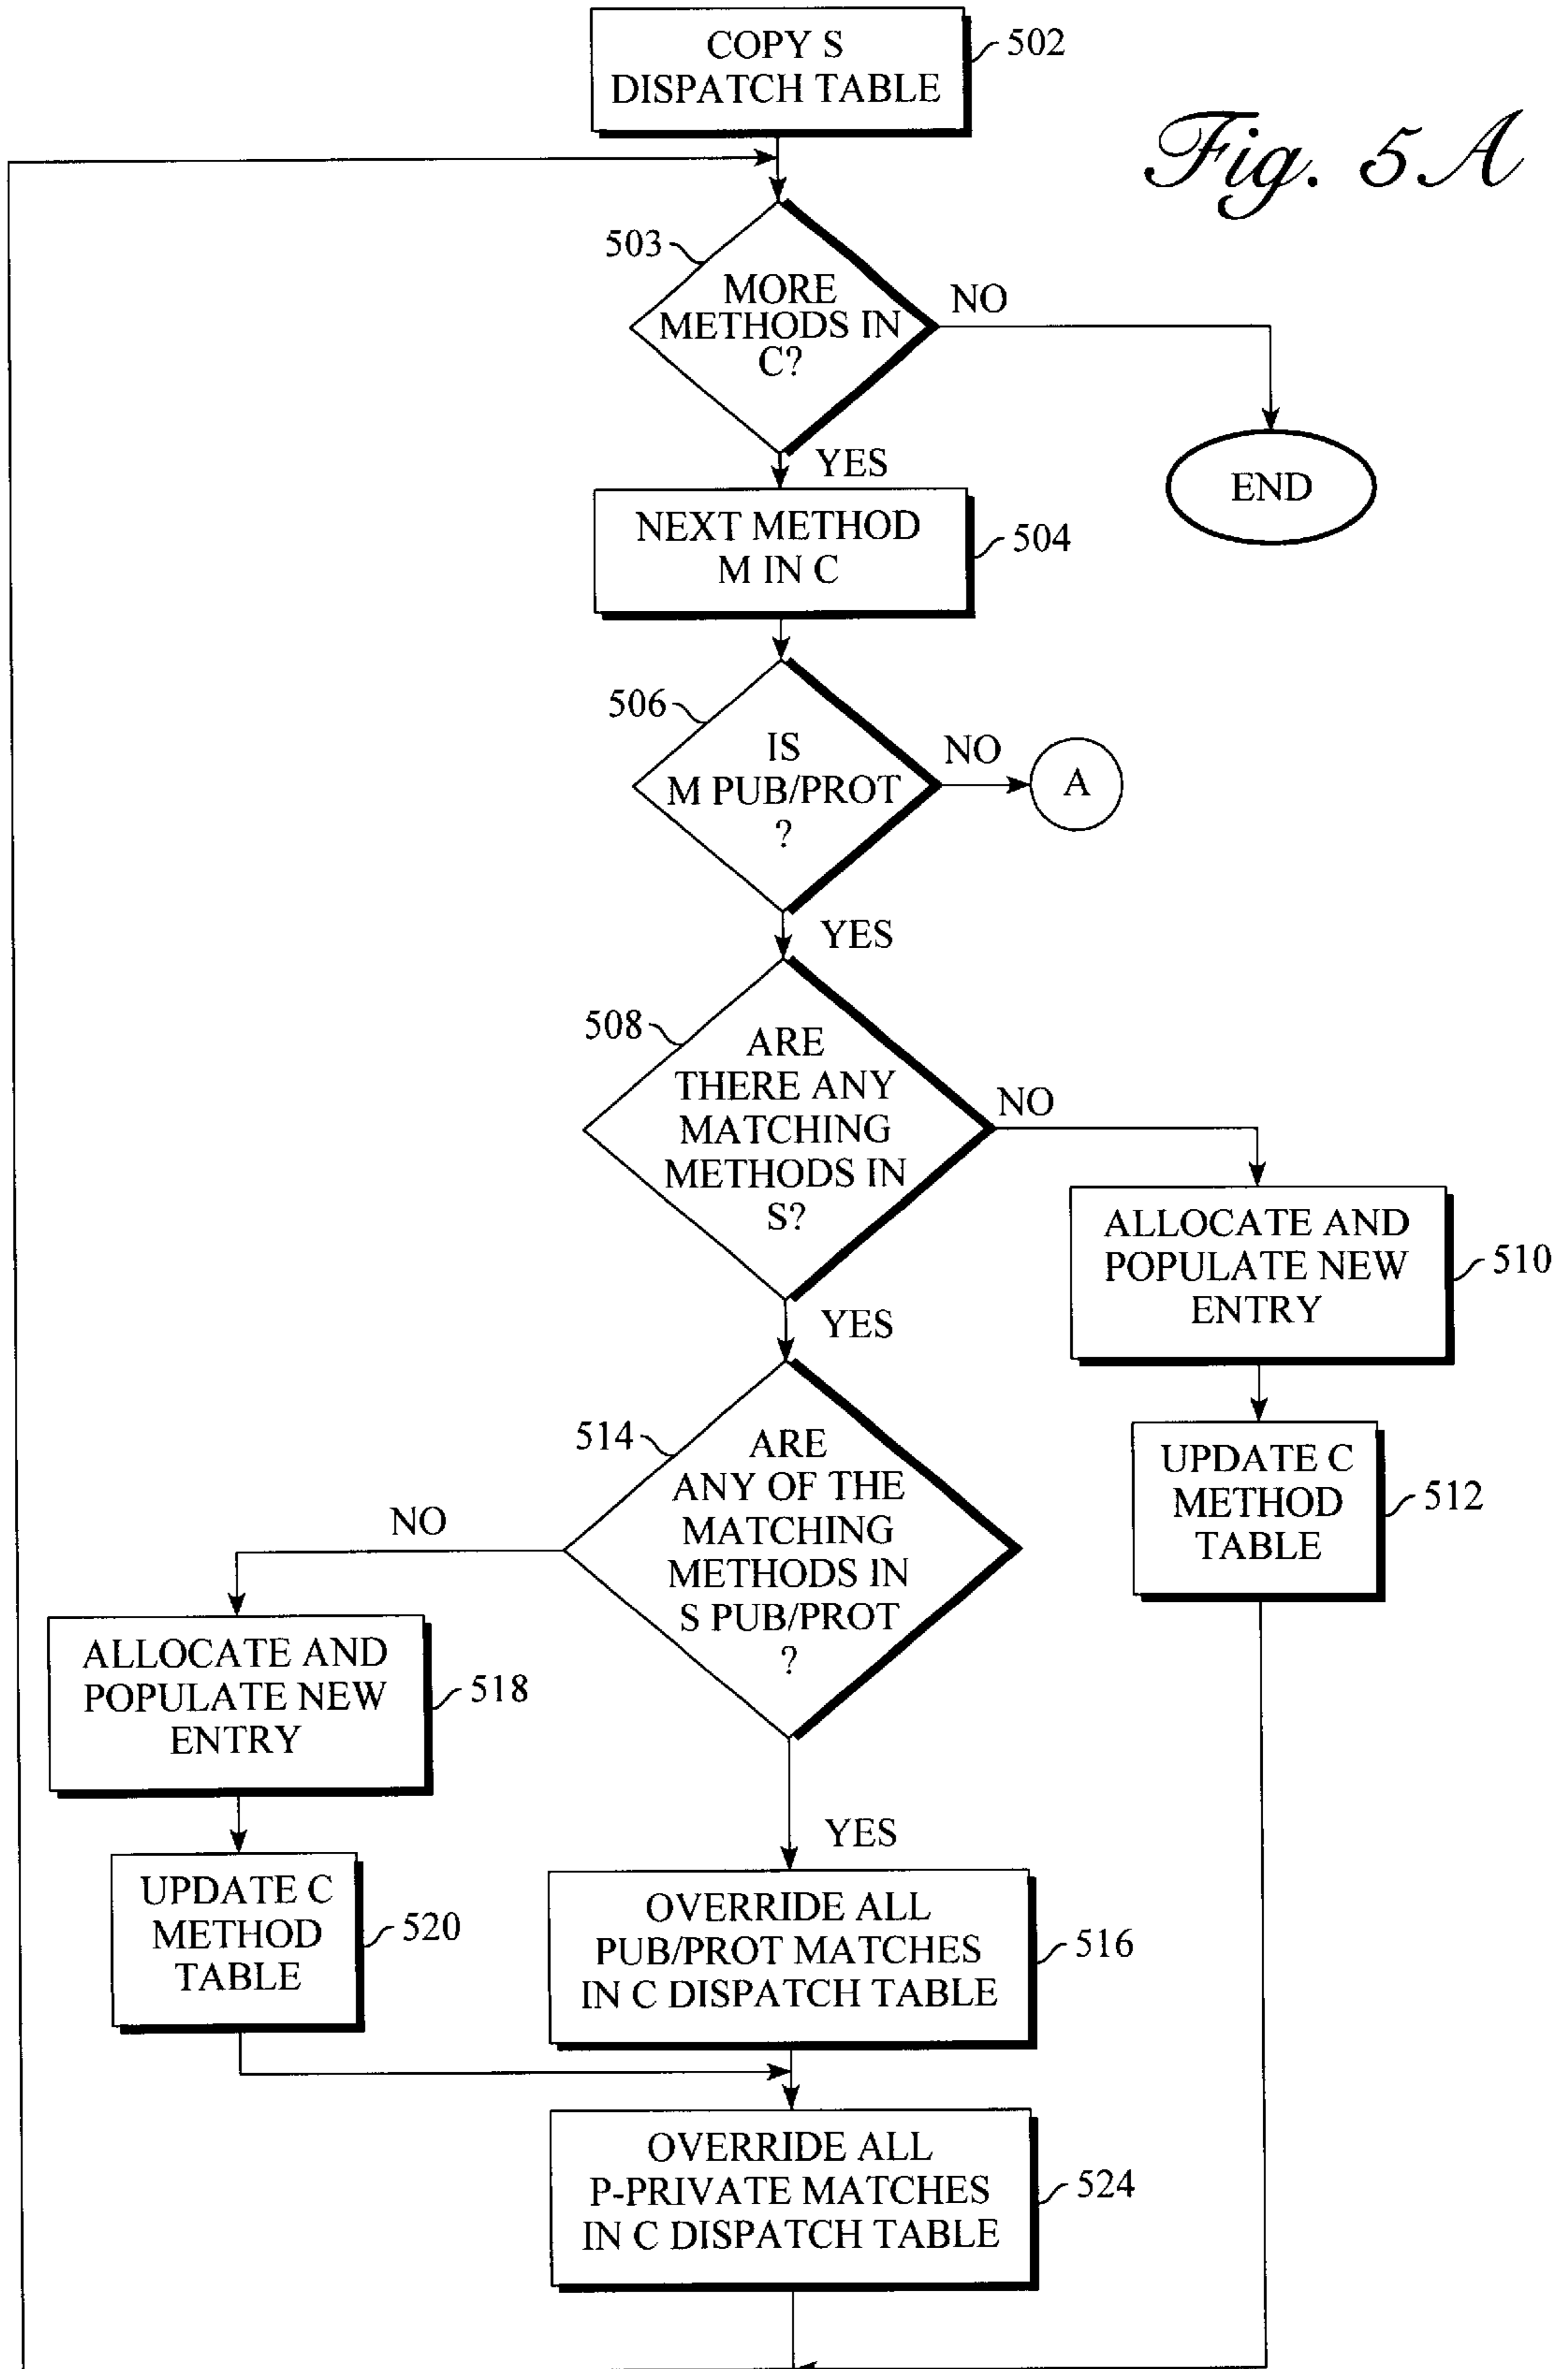 COPY S
DISPATCH TABLE
502
Fig. 5A
503
MORE
METHODS IN
C?
NO
YES
END
NEXT METHOD
M IN C
504
506
IS
M PUB/PROT
?
NO
A
YES
508
ARE
THERE ANY
MATCHING
METHODS IN
S?
NO
ALLOCATE AND
POPULATE NEW
ENTRY
510
YES
514
ARE
ANY OF THE
MATCHING
METHODS IN
S PUB/PROT
?
UPDATE C
METHOD
TABLE
512
NO
ALLOCATE AND
POPULATE NEW
ENTRY
518
YES
UPDATE C
METHOD
TABLE
520
OVERRIDE ALL
PUB/PROT MATCHES
IN C DISPATCH TABLE
516
OVERRIDE ALL
P-PRIVATE MATCHES
IN C DISPATCH TABLE
524